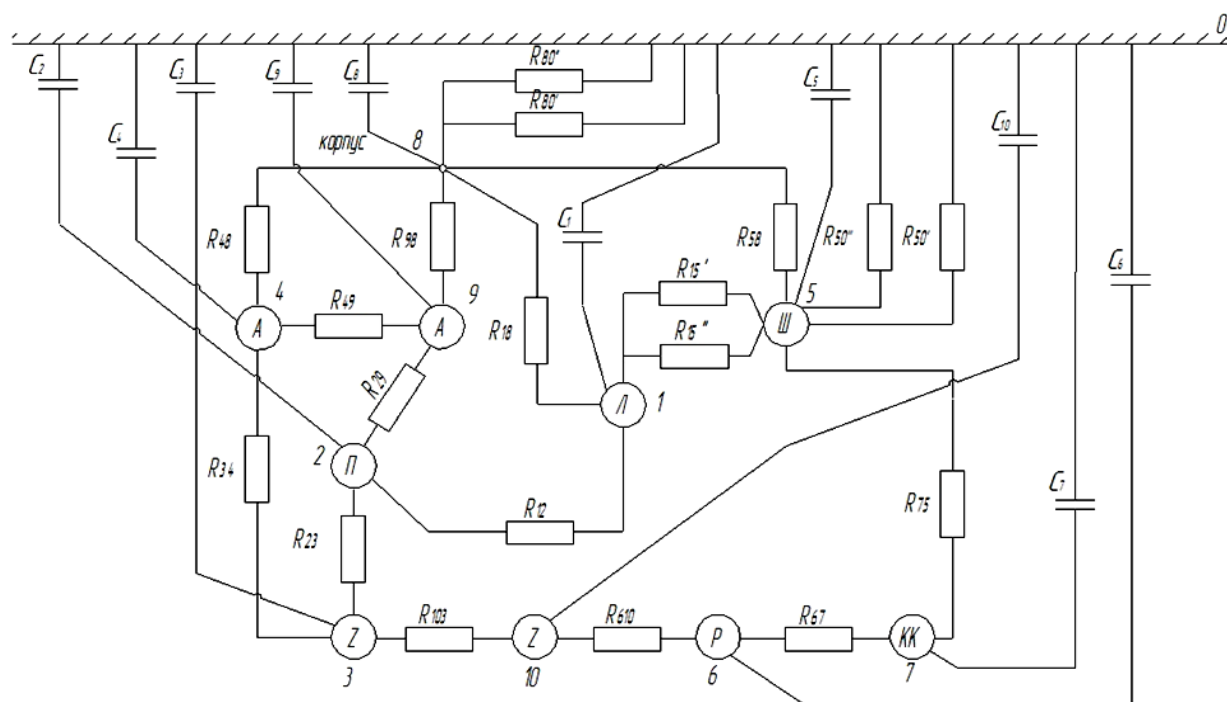 0
C2
C3
C9
C8
R80'
R80'
C5
C4
C10
корпус
8
C1
R48
R98
R58
R50"
R50'
C6
4
9
R15'
5
А
R49
А
R18
Ш
R15"
R29
Л
1
2
П
R34
R12
R75
C7
R23
R103
R610
R67
Z
Z
Р
КК
3
10
6
7